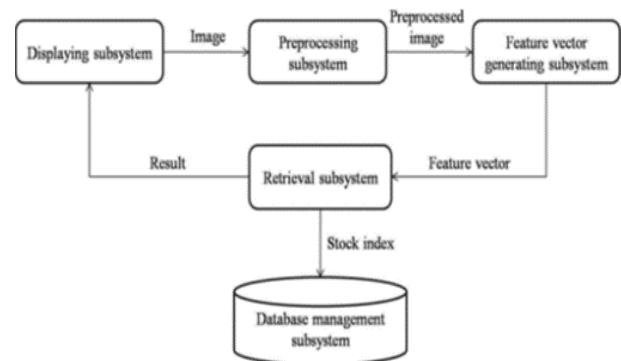 Displaying subsystem
Image
Preprocessing
subsystem
Preprocessed
image
Feature vector
generating subsystem
Result
Retrieval subsystem
Feature vector
Stock index
Database management
subsystem